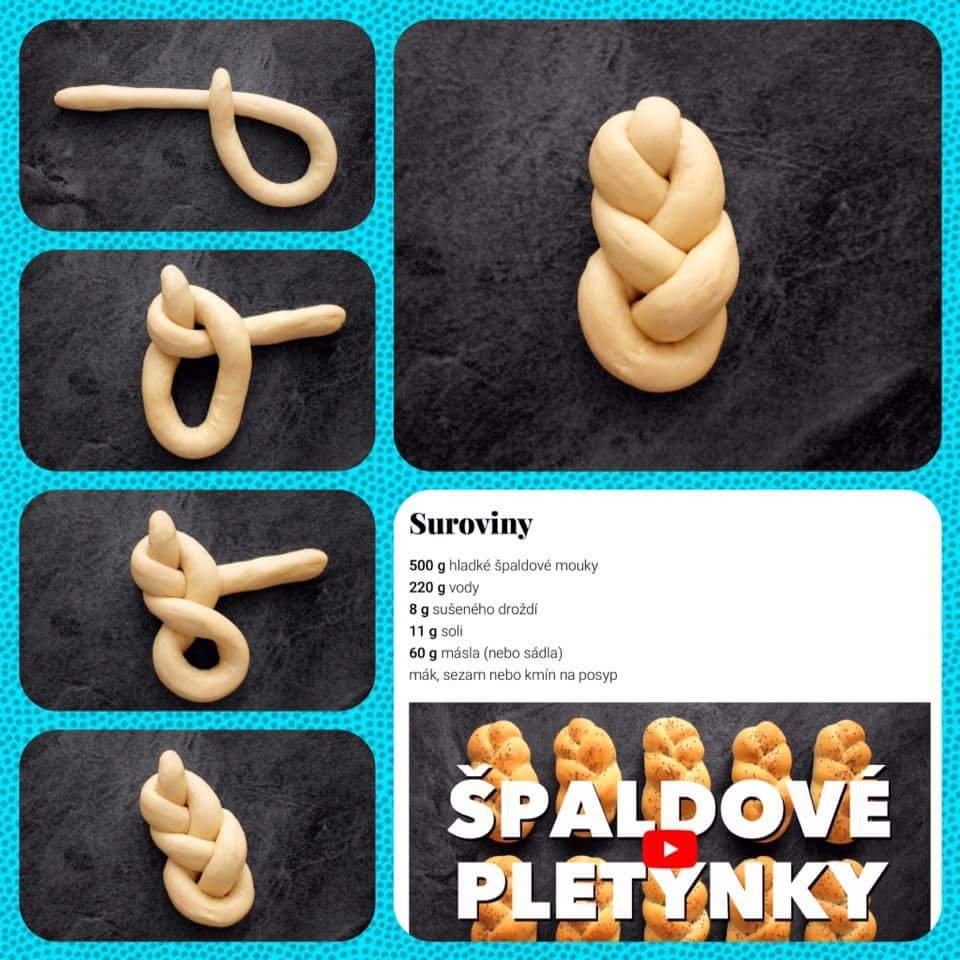 Suroviny
500 g hladké špaldové mouky
220 g vody
8 g sušeného droždí
11 g soli
60 g másla (nebo sádla)
mák, sezam nebo kmín na posyp
ŠPALDOVÉ
PLETÝNKY